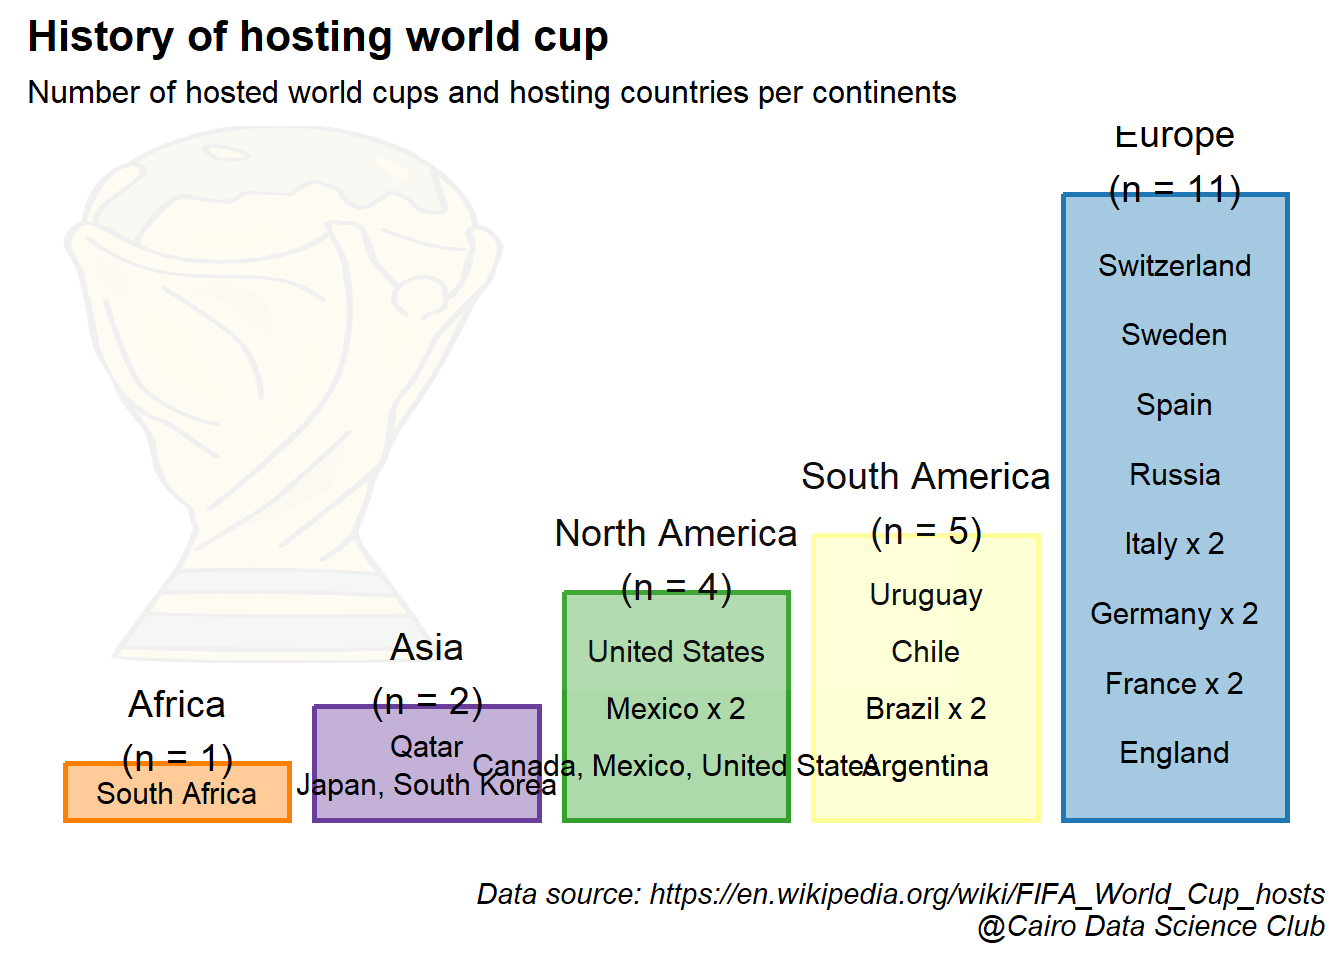 History of hosting world cup
Number of hosted world cups and hosting countries per continents
Africa
(n = 1)
South Africa
Asia
(n = 2)
Qatar
Japan, South Korea
North America
(n = 4)
United States
Mexico x 2
Canada, Mexico, United States
South America
(n = 5)
Uruguay
Chile
Brazil x 2
Argentina
Europe
(n = 11)
Switzerland
Sweden
Spain
Russia
Italy x 2
Germany x 2
France x 2
England
Data source: https://en.wikipedia.org/wiki/FIFA_World_Cup_hosts
@Cairo Data Science Club